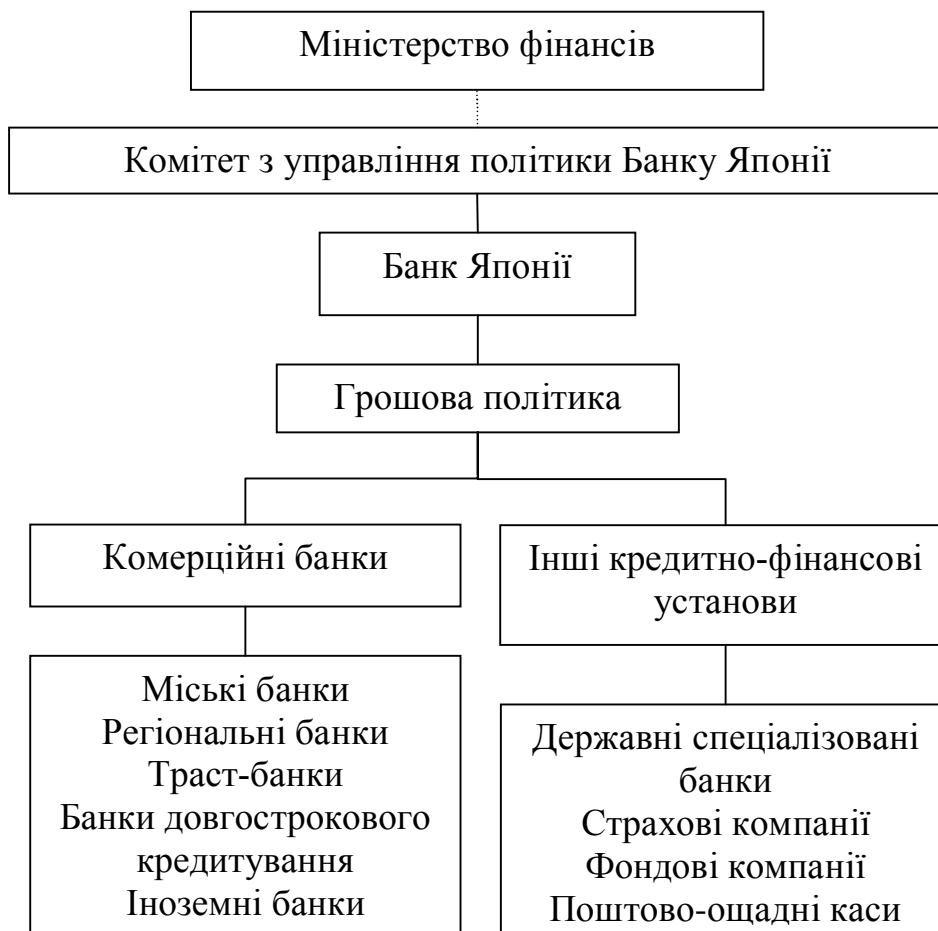 Міністерство фінансів
Комітет з управління політики Банку Японії
Банк Японії
Грошова політика
Комерційні банки
Інші кредитно-фінансові
установи
Міські банки
Регіональні банки
Траст-банки
Банки довгострокового
кредитування
Іноземні банки
Державні спеціалізовані
банки
Страхові компанії
Фондові компанії
Поштово-ощадні каси